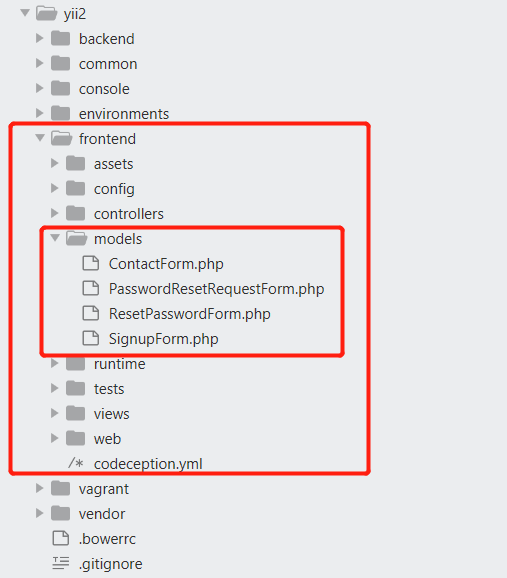 yii2
backend
common
console
environments
frontend
assets
config
controllers
models
ContactForm.php
PasswordResetRequestForm.php
ResetPasswordForm.php
SignupForm.php
runtime
tests
views
web
/* codeception.yml
vagrant
vendor
.bowerrc
.gitignore